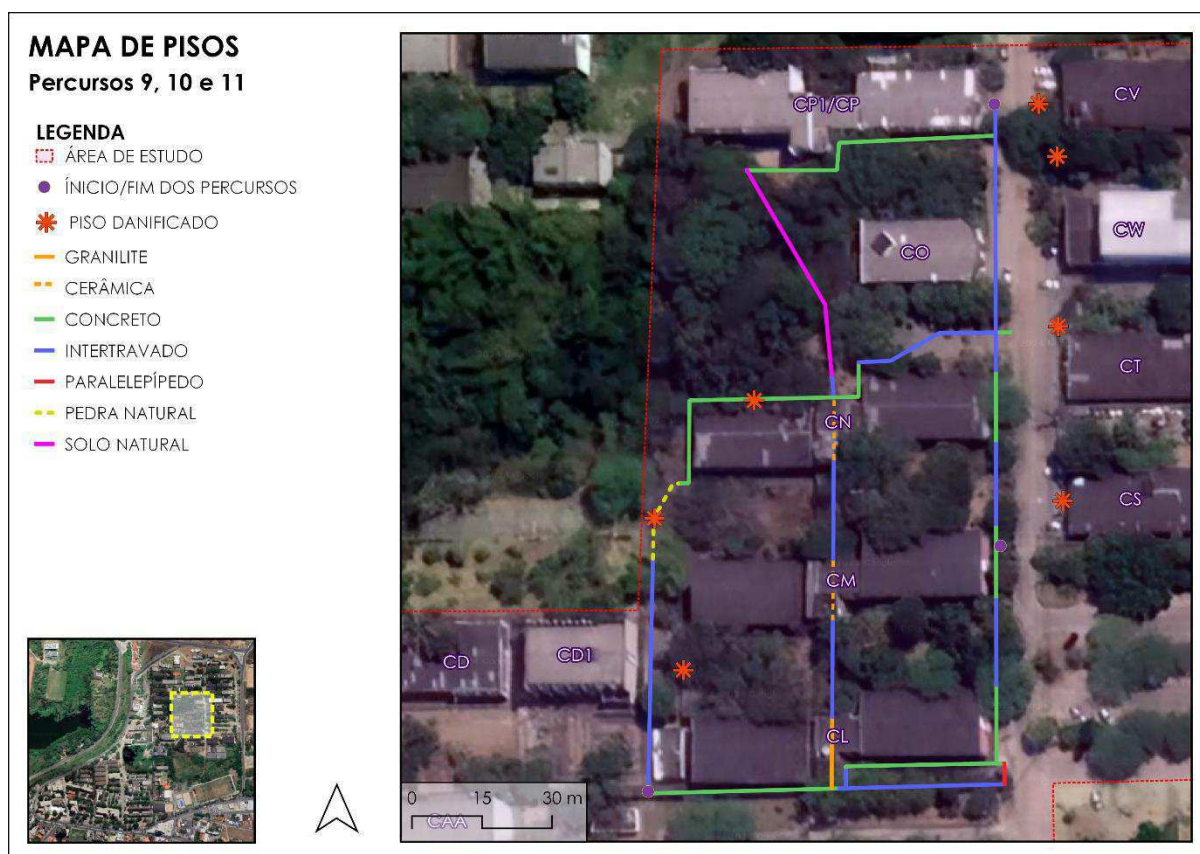 MAPA DE PISOS
Percursos 9, 10 e 11
LEGENDA
ÁREA DE ESTUDO
ÍNICIO/FIM DOS PERCURSOS
PISO DANIFICADO
GRANILITE
CERÂMICA
CONCRETO
INTERTRAVADO
PARALELEPÍPEDO
PEDRA NATURAL
SOLO NATURAL
CP1/CP
CV
CW
CO
CT
CN
CS
CM
CD
CD1
CL
0 15 30 m
CAA